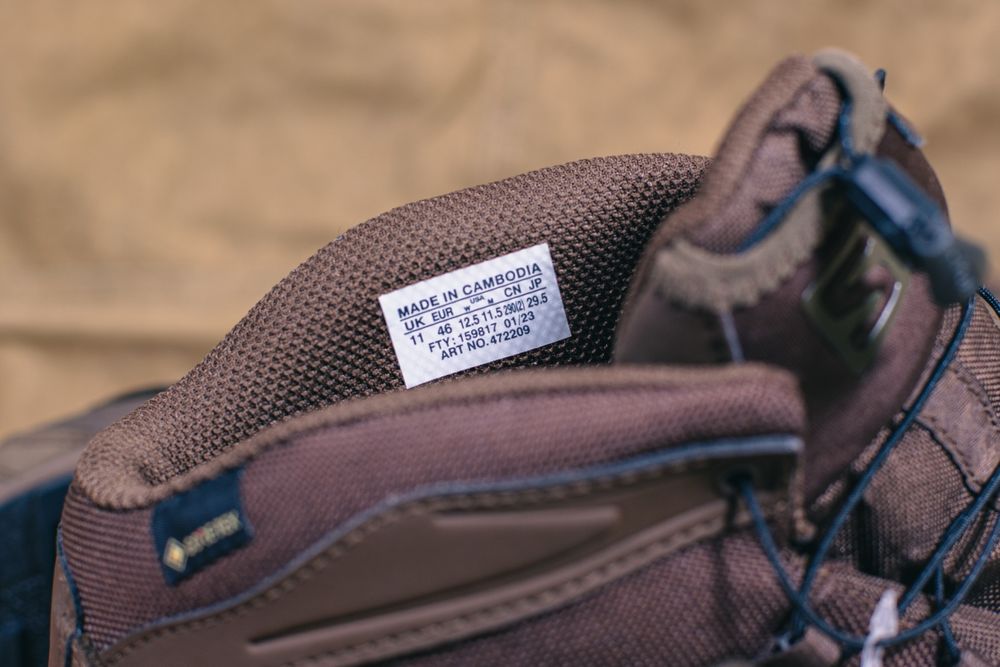 MADE IN CAMBODIA
UK EUR W USA M CN JP
11 46 12.5 11.5 290(2) 29.5
FTY: 159817 01/23
ART NO. 472209
GORE-TEX